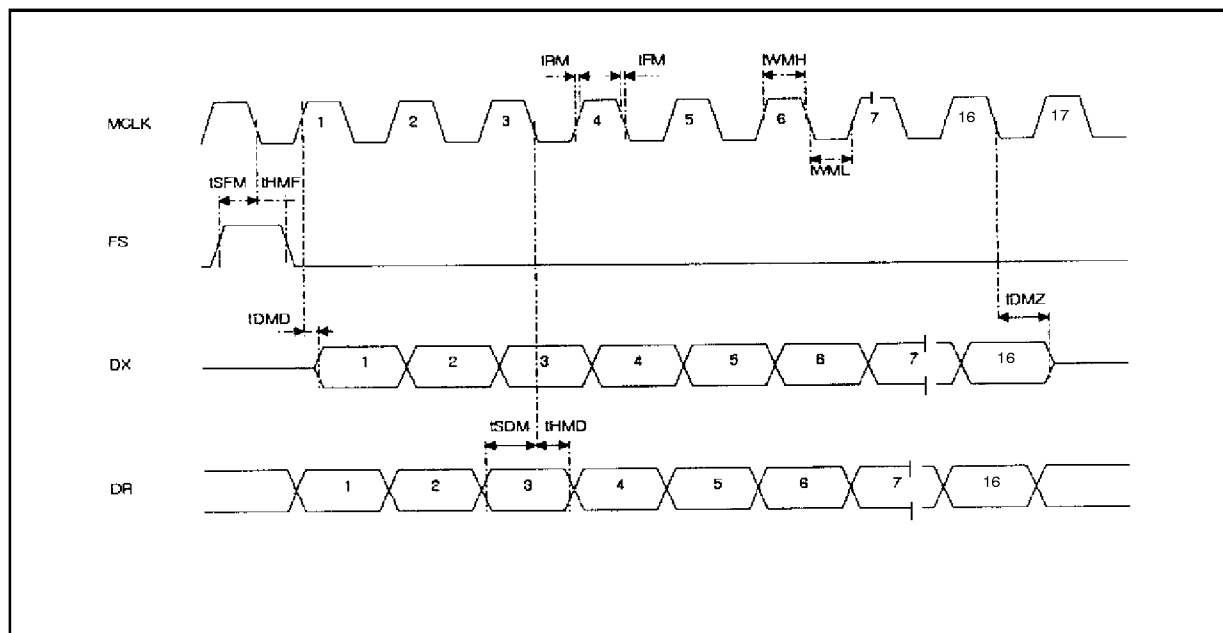 tRM tFM tWMH
MCLK 1 2 3 4 5 6 7 16 17
tWML
tSFM tHMF
FS
tDMZ
tDMD
DX 1 2 3 4 5 6 7 16
tSDM tHMD
DR 1 2 3 4 5 6 7 16